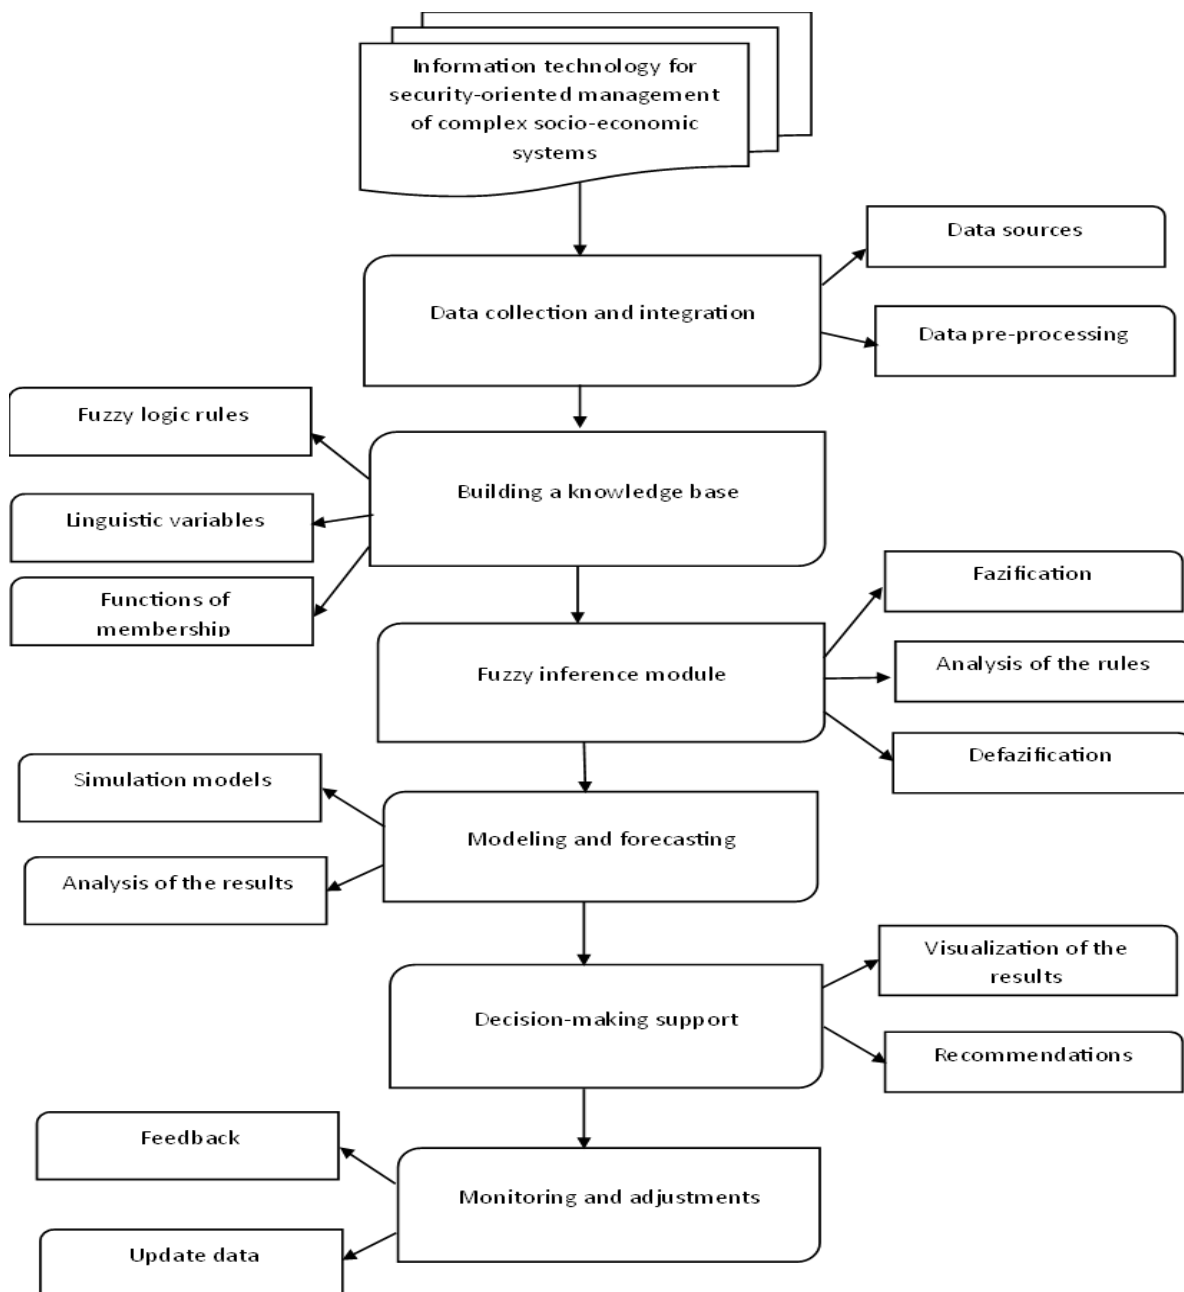 Information technology for
security-oriented management
of complex socio-economic
systems
Data sources
Data collection and integration
Data pre-processing
Fuzzy logic rules
Building a knowledge base
Linguistic variables
Functions of
membership
Fazification
Fuzzy inference module
Analysis of the rules
Defazification
Simulation models
Modeling and forecasting
Analysis of the results
Visualization of the
results
Decision-making support
Recommendations
Feedback
Monitoring and adjustments
Update data